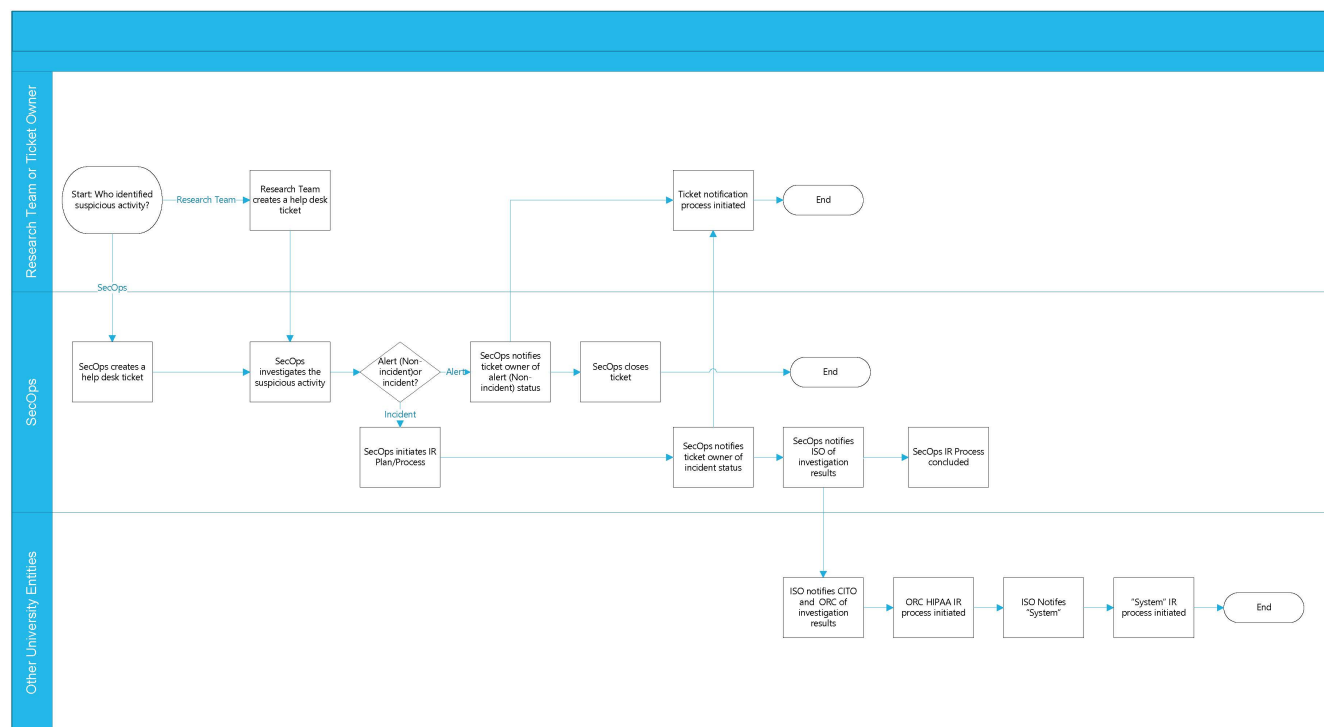 Research Team or Ticket Owner
Start: Who identified
suspicious activity?
Research Team
Research Team
creates a help desk
ticket
Ticket notification
process initiated
End
SecOps
SecOps
SecOps creates a
help desk ticket
SecOps
investigates the
suspicious activity
Alert (Non-
incident)or
incident?
Alert
SecOps notifies
ticket owner of
alert (Non-
incident) status
SecOps closes
ticket
End
Incident
SecOps initiates IR
Plan/Process
SecOps notifies
ticket owner of
incident status
SecOps notifies
ISO of
investigation
results
SecOps IR Process
concluded
Other University Entities
ISO notifies CITO
and ORC of
investigation
results
ORC HIPAA IR
process initiated
ISO Notifes
“System”
“System” IR
process initiated
End